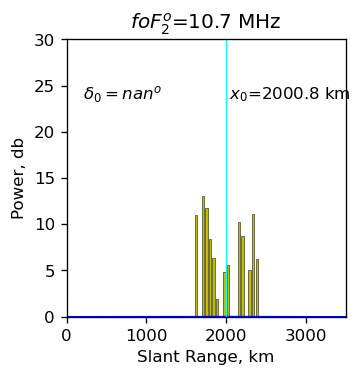 foF₂ᵒ=10.7 MHz
30
25
δ₀ = nanᵒ
x₀=2000.8 km
20
15
10
5
0
Power, db
0 1000 2000 3000
Slant Range, km